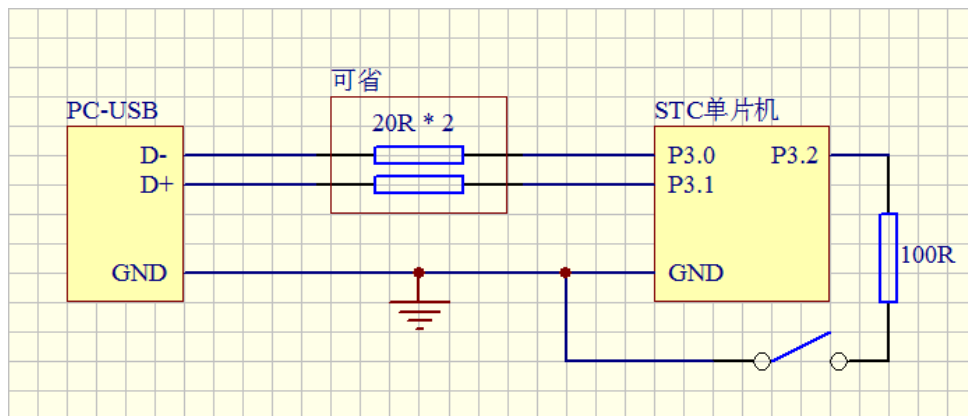 可省
PC-USB
STC单片机
20R * 2
D-
P3.0
P3.2
D+
P3.1
100R
GND
GND